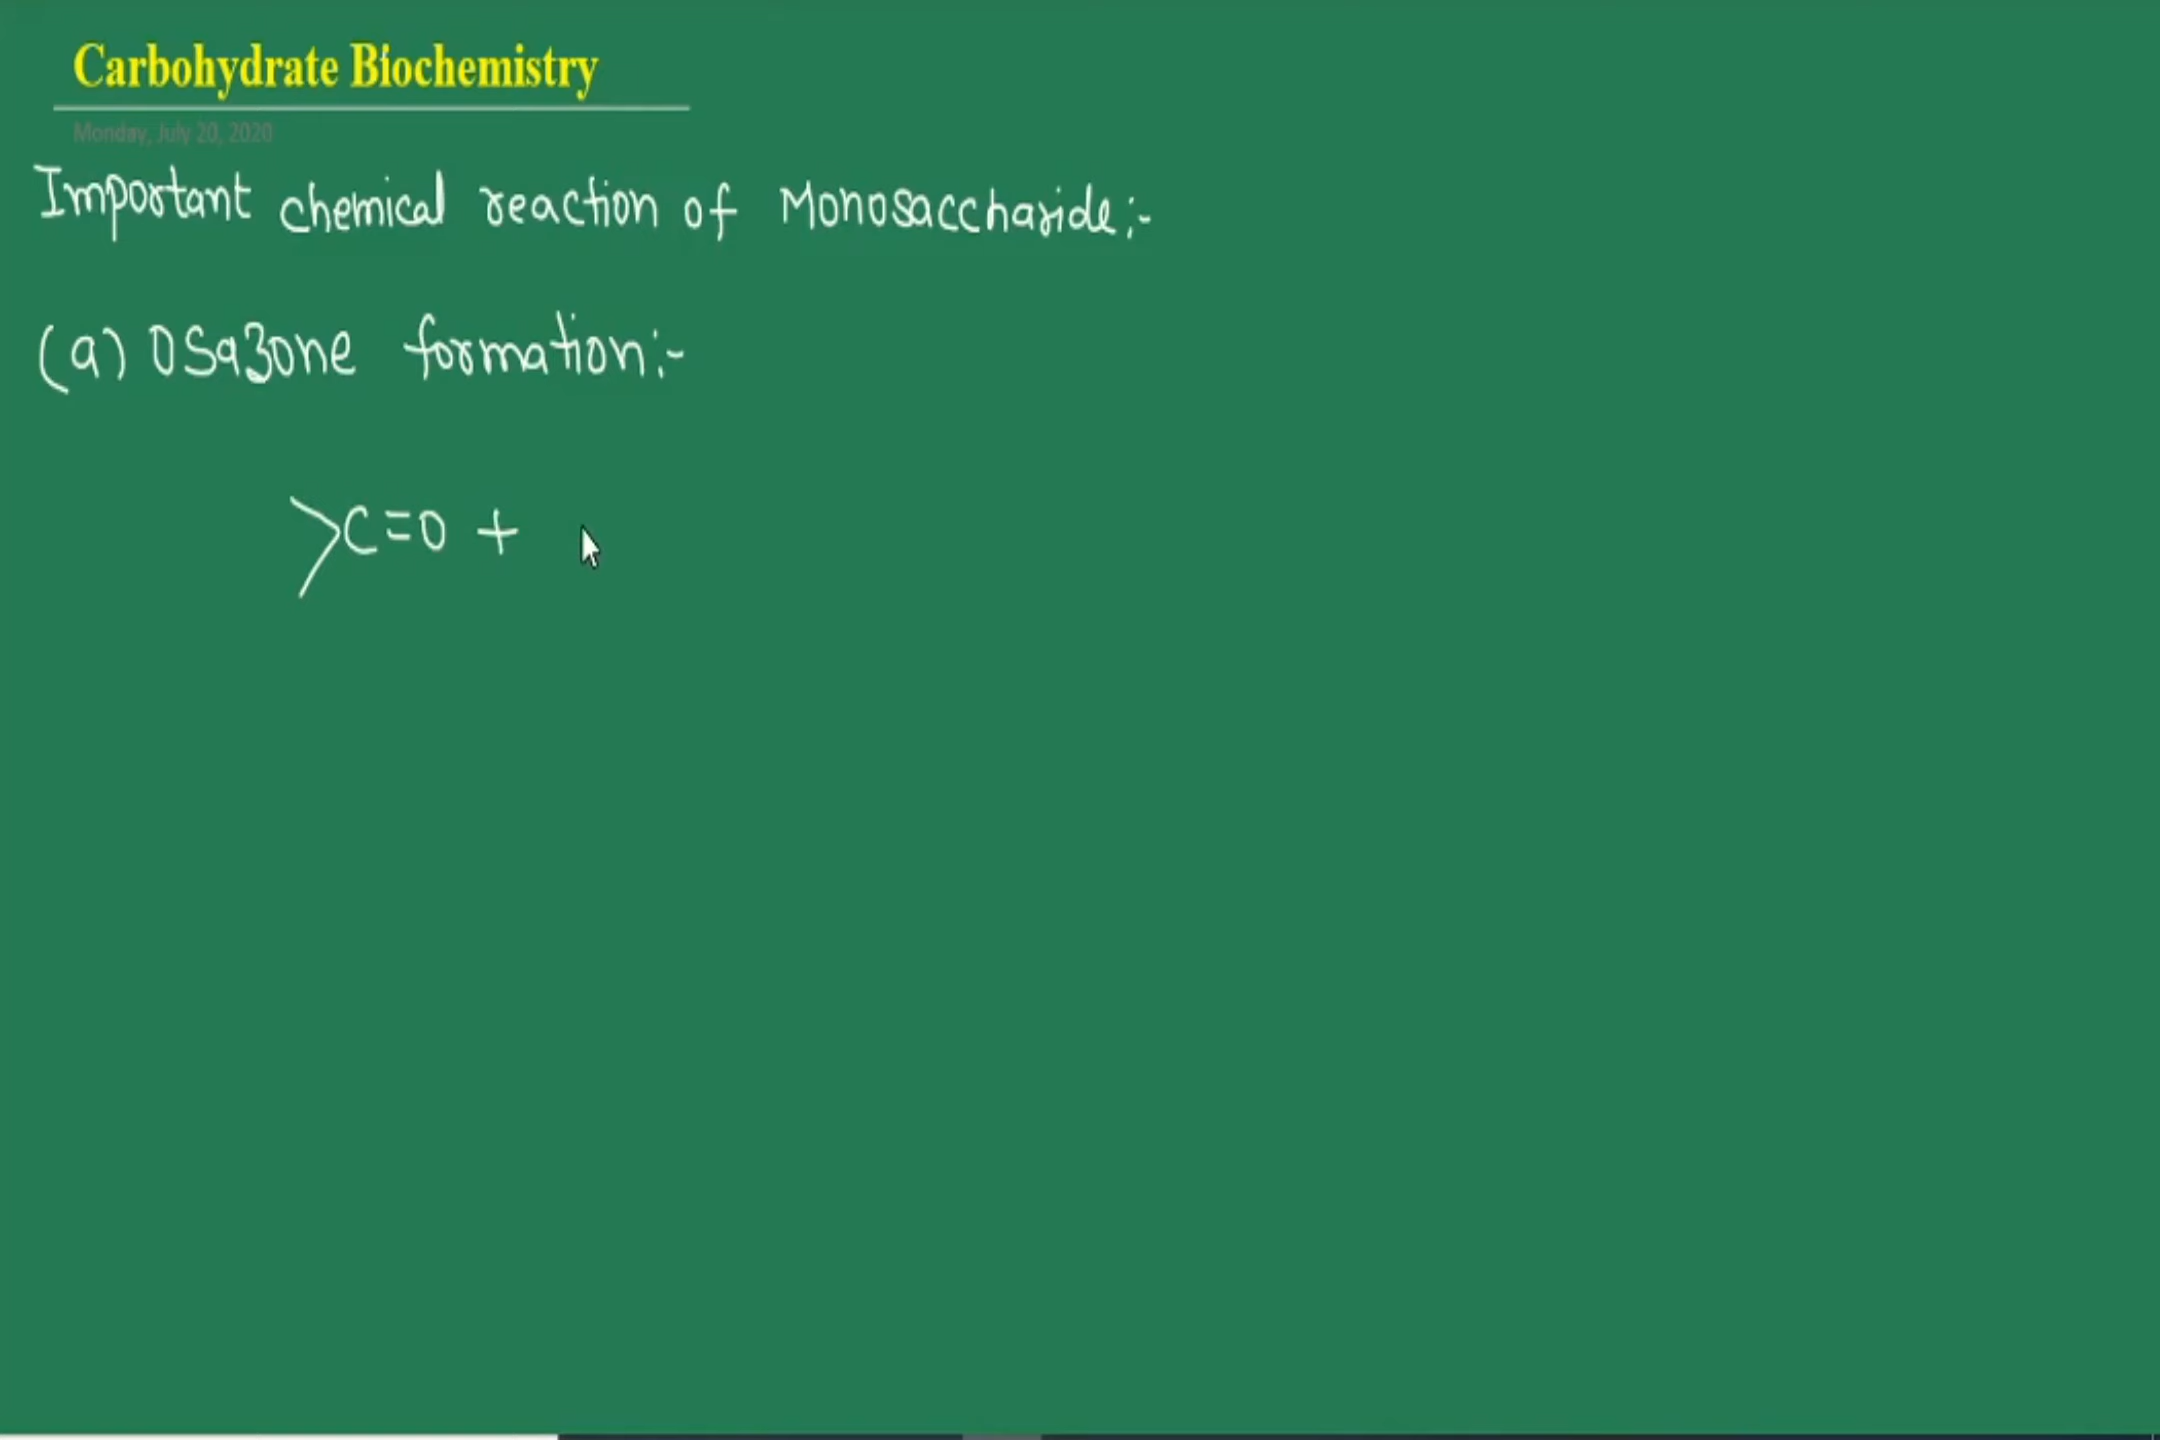 Carbohydrate Biochemistry
Monday, July 20, 2020
Important chemical reaction of Monosaccharide:-
(a) Osazone formation:-
>C=O +